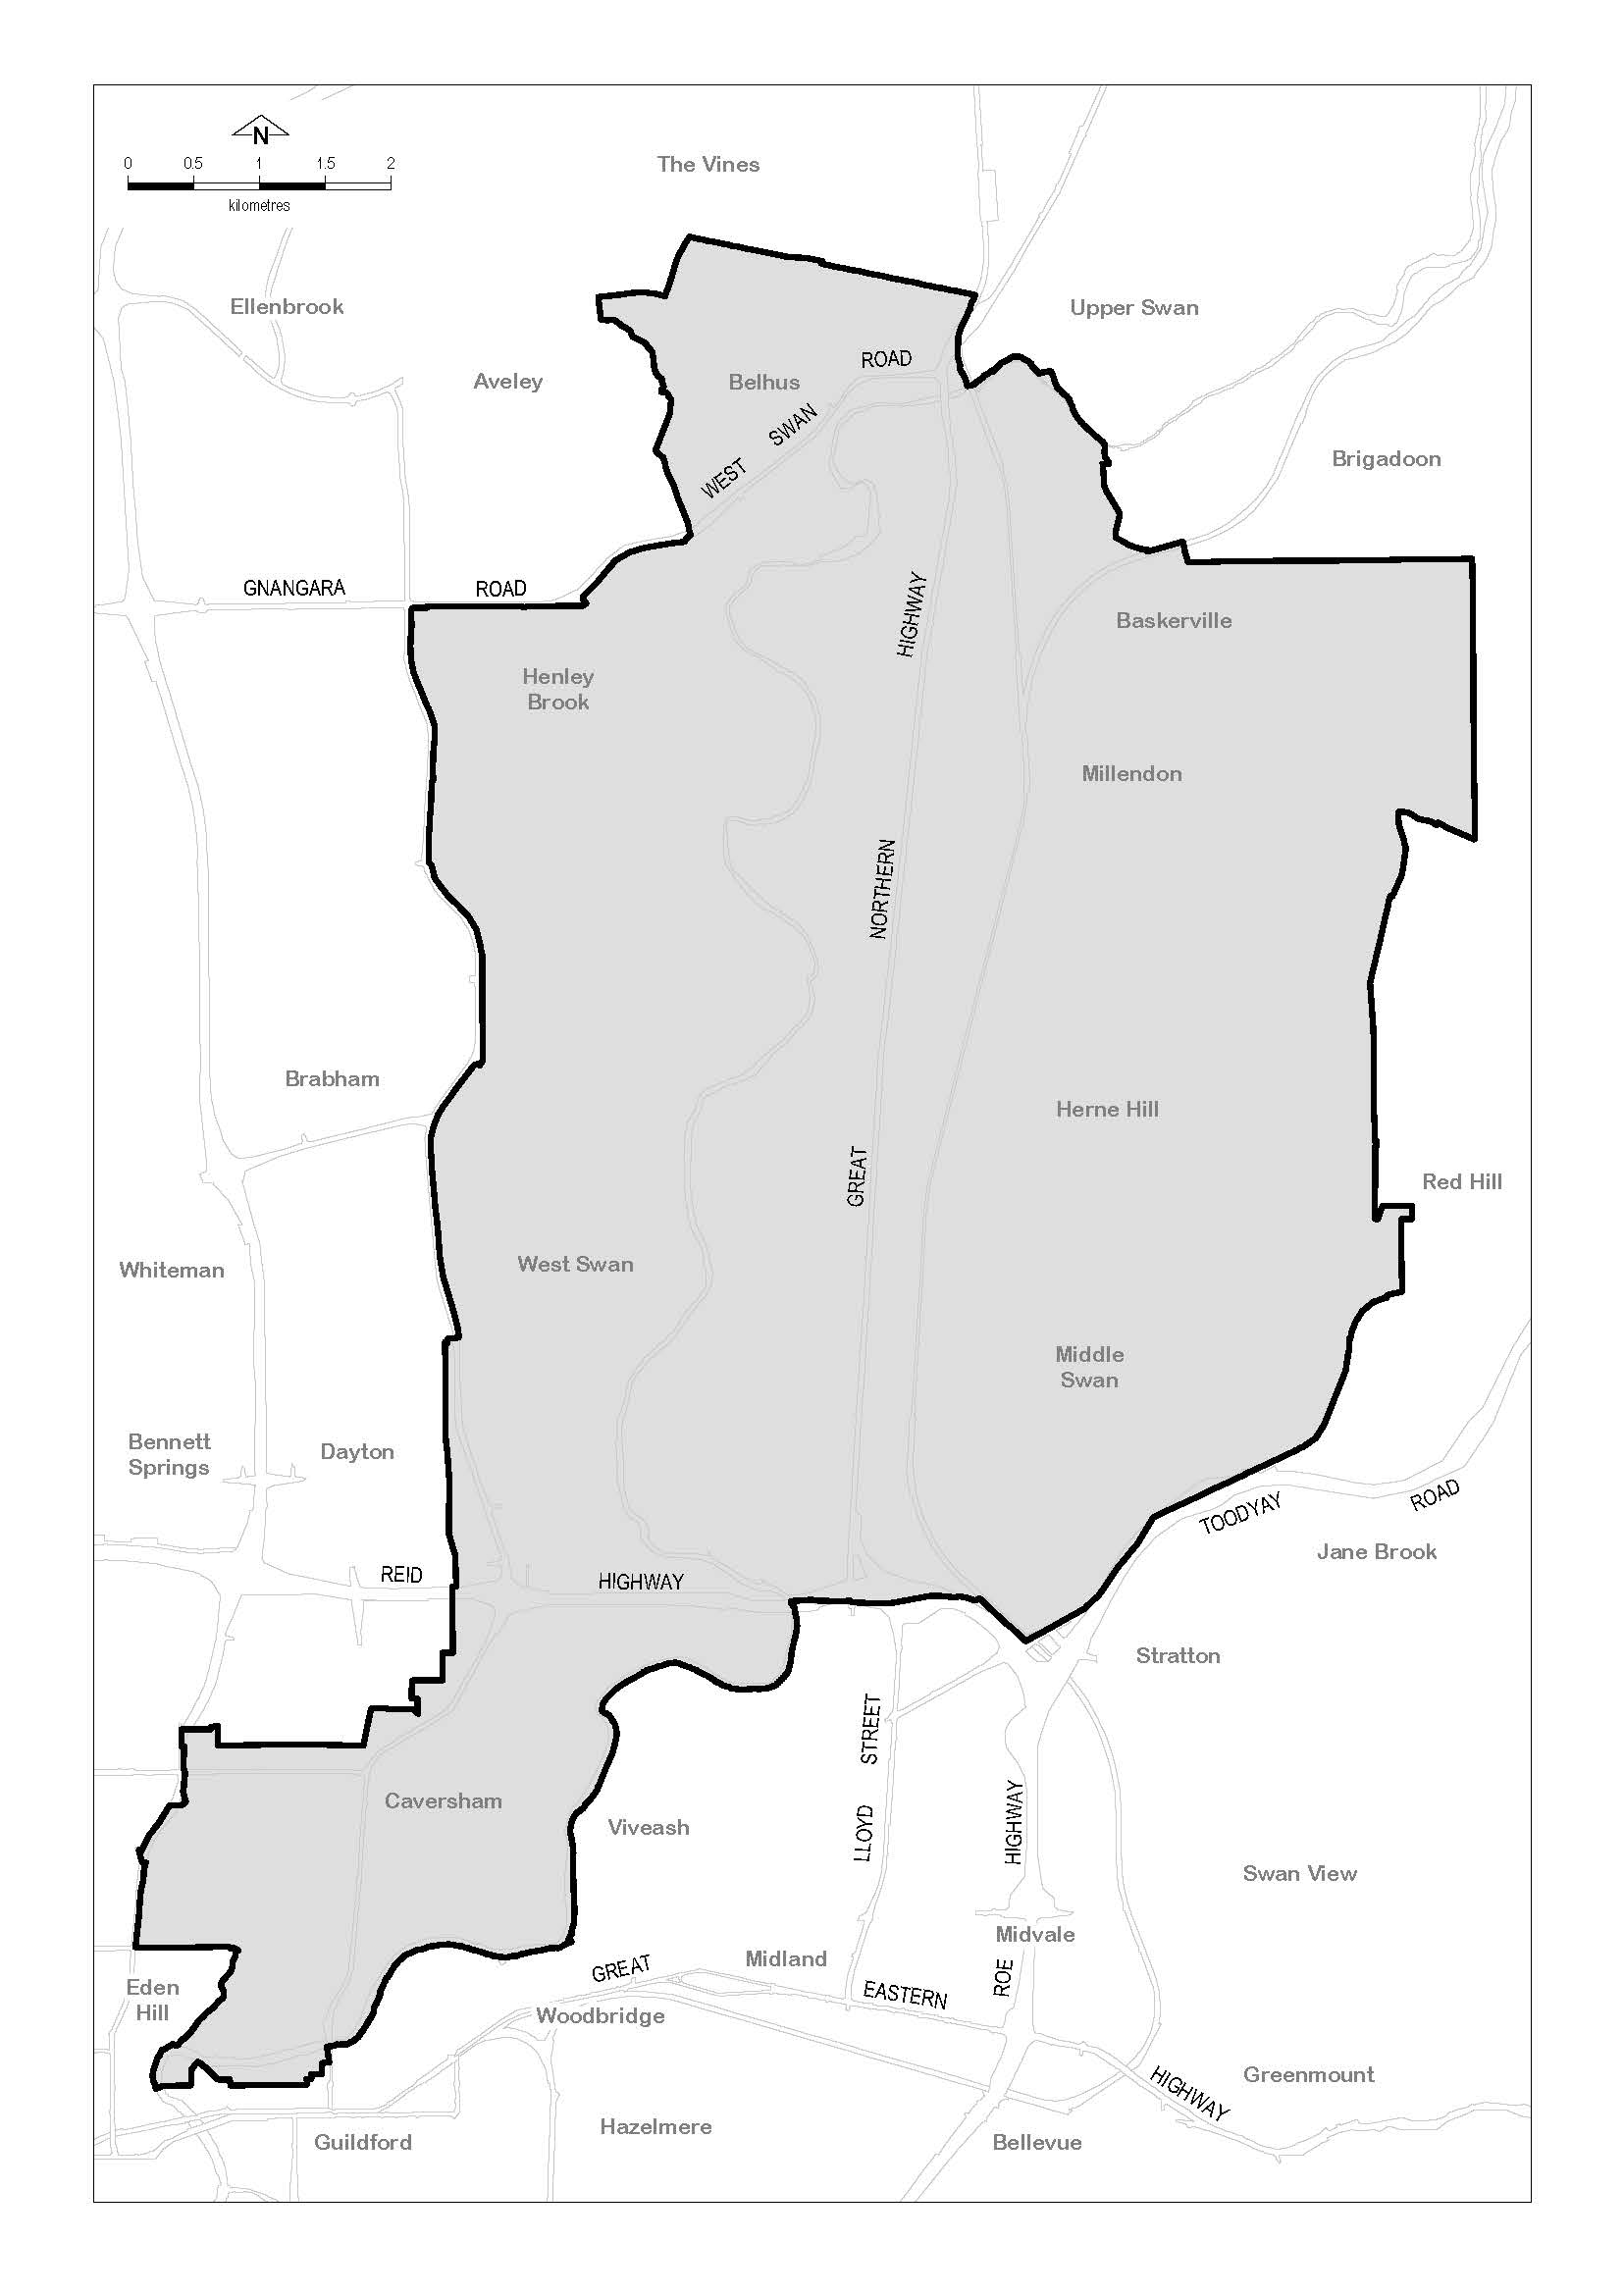 N
0 0.5 1 1.5 2
kilometres
The Vines
Ellenbrook
Upper Swan
Aveley
Belhus
ROAD
SWAN
WEST
Brigadoon
GNANGARA ROAD
HIGHWAY
Baskerville
Henley
Brook
Millendon
NORTHERN
Brabham
Herne Hill
GREAT
Red Hill
West Swan
Whiteman
Middle
Swan
Bennett
Springs
Dayton
TOODYAY ROAD
Jane Brook
REID HIGHWAY
Stratton
STREET
LLOYD
HIGHWAY
Caversham
Viveash
Swan View
Midvale
Midland
GREAT
EASTERN
ROE
Eden
Hill
Woodbridge
HIGHWAY
Greenmount
Hazelmere
Guildford
Bellevue